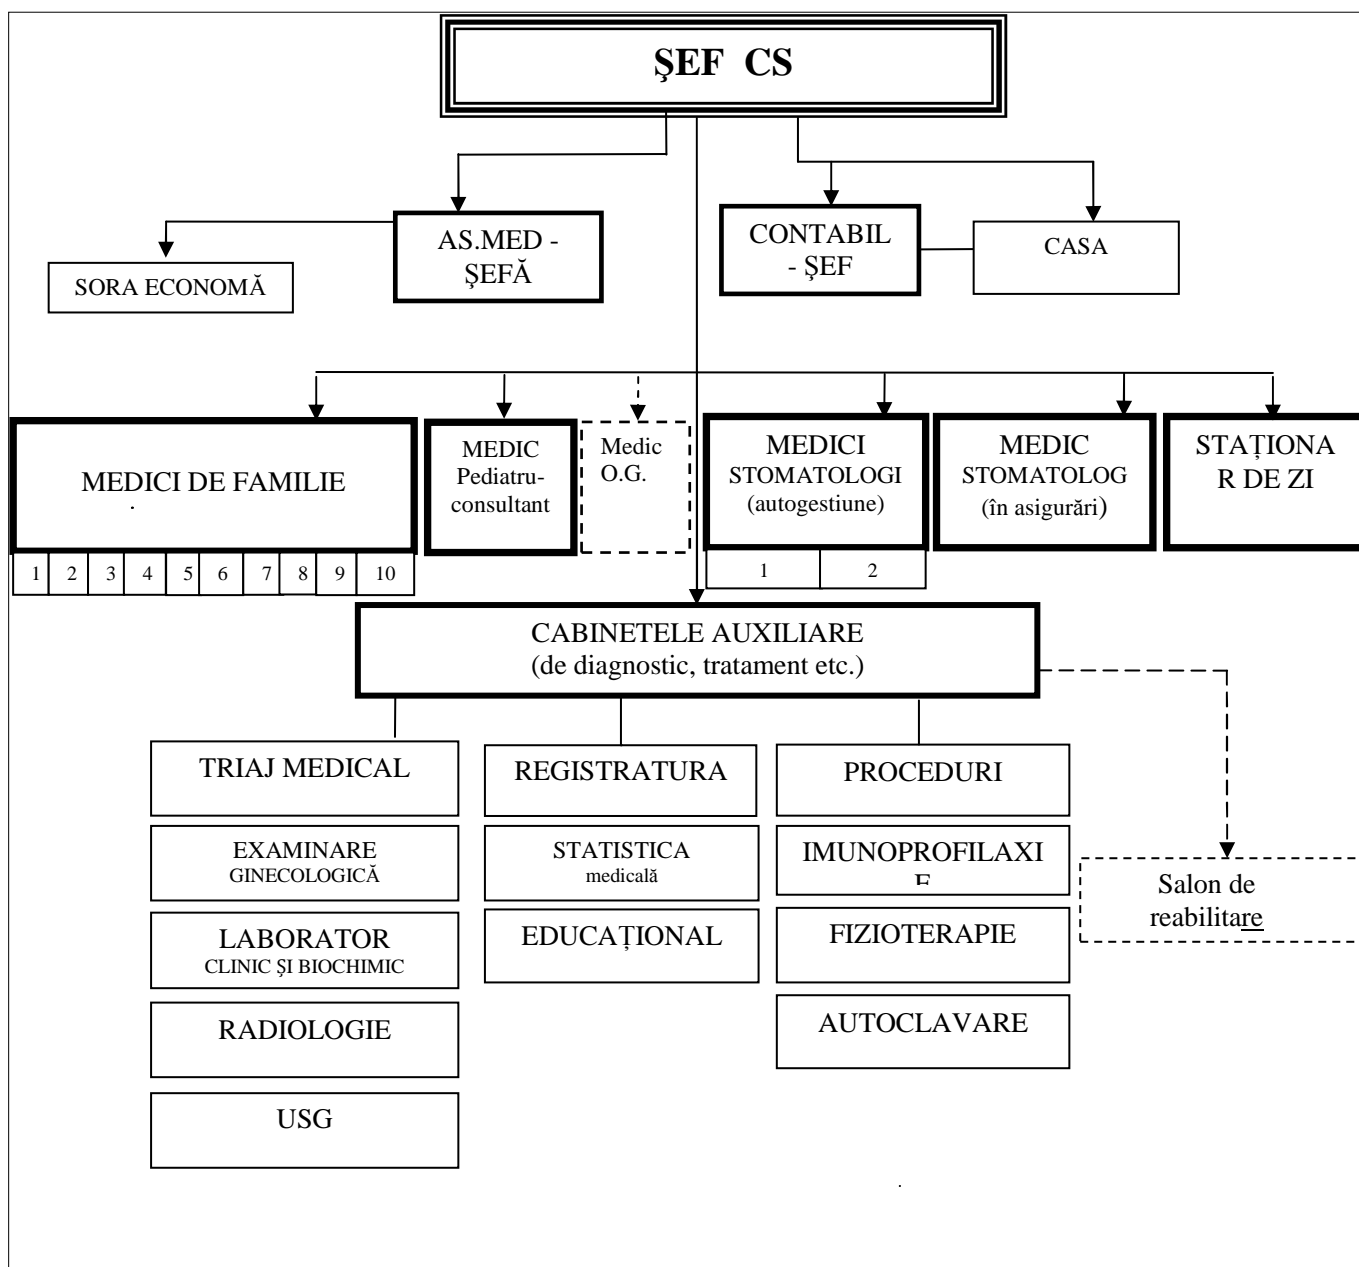 ŞEF CS
AS.MED -
ŞEFĂ
CONTABIL
- ŞEF
CASA
SORA ECONOMĂ
MEDICI DE FAMILIE
1 2 3 4 5 6 7 8 9 10
MEDIC
Pediatru-
consultant
Medic
O.G.
MEDICI
STOMATOLOGI
(autogestiune)
1 2
MEDIC
STOMATOLOG
(în asigurări)
STAȚIONA
R DE ZI
CABINETELE AUXILIARE
(de diagnostic, tratament etc.)
TRIAJ MEDICAL
EXAMINARE
GINECOLOGICĂ
LABORATOR
CLINIC ŞI BIOCHIMIC
RADIOLOGIE
USG
REGISTRATURA
STATISTICA
medicală
EDUCAȚIONAL
PROCEDURI
IMUNOPROFILAXI
E
FIZIOTERAPIE
AUTOCLAVARE
Salon de
reabilitare